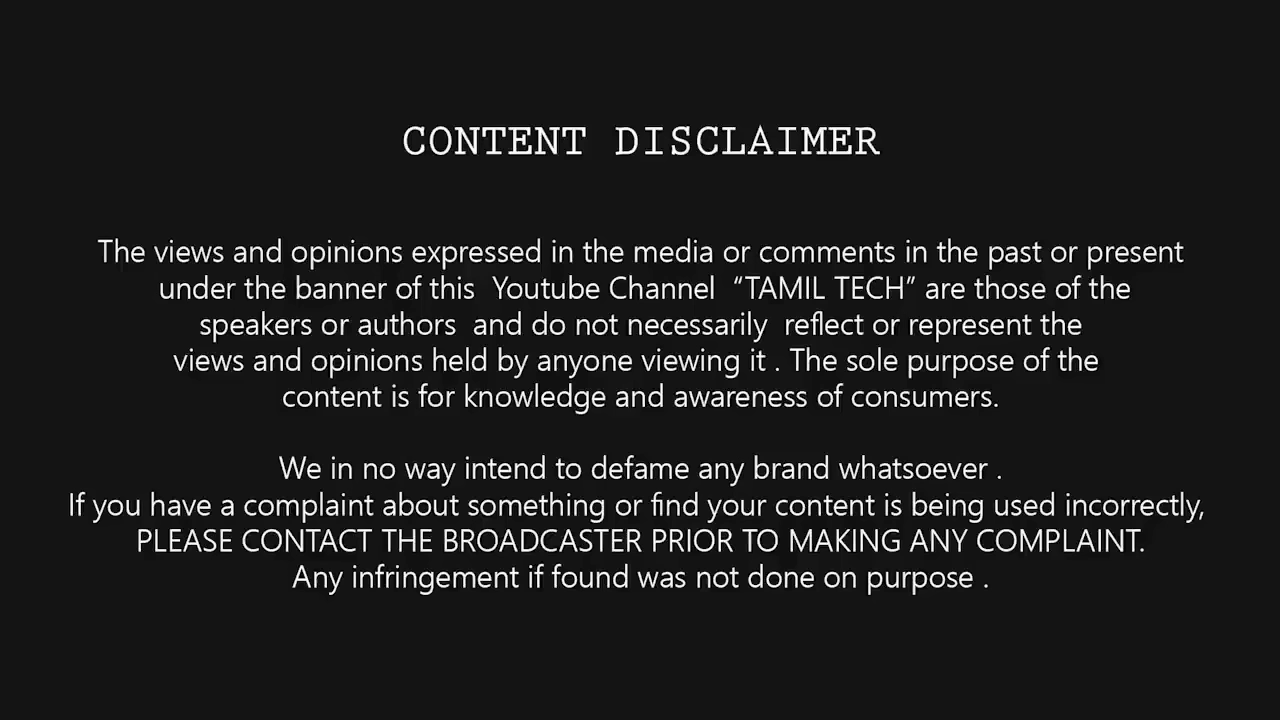 CONTENT DISCLAIMER
The views and opinions expressed in the media or comments in the past or present
under the banner of this  Youtube Channel  “TAMIL TECH” are those of the
speakers or authors  and do not necessarily  reflect or represent the
views and opinions held by anyone viewing it . The sole purpose of the
content is for knowledge and awareness of consumers.
We in no way intend to defame any brand whatsoever .
If you have a complaint about something or find your content is being used incorrectly,
PLEASE CONTACT THE BROADCASTER PRIOR TO MAKING ANY COMPLAINT.
Any infringement if found was not done on purpose .